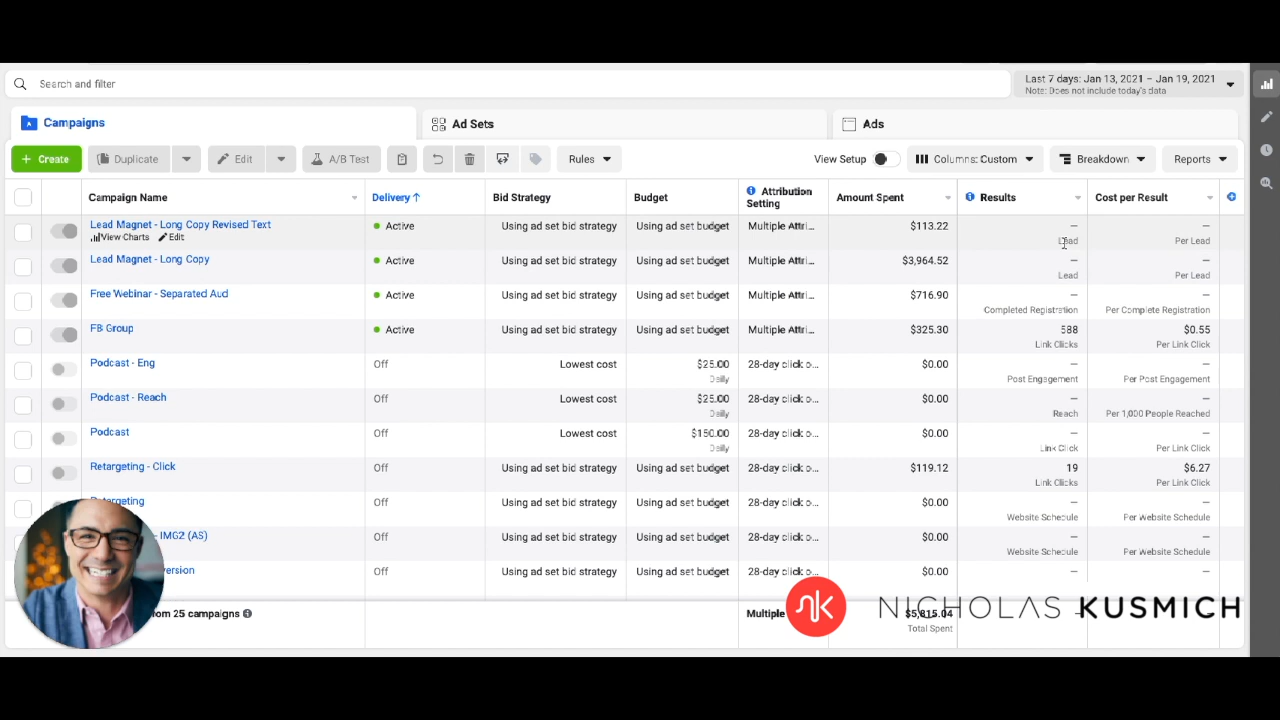 Search and filter
Last 7 days: Jan 13, 2021 – Jan 19, 2021
Note: Does not include today's data
Campaigns
Ad Sets
Ads
+ Create
Duplicate
Edit
A/B Test
Rules
View Setup
Columns: Custom
Breakdown
Reports
Campaign Name
Delivery ↑
Bid Strategy
Budget
Attribution
Setting
Amount Spent
Results
Cost per Result
Lead Magnet - Long Copy Revised Text
View Charts Edit
Active
Using ad set bid strategy
Using ad set budget
Multiple Attri...
$113.22
—
Lead
—
Per Lead
Lead Magnet - Long Copy
Active
Using ad set bid strategy
Using ad set budget
Multiple Attri...
$3,964.52
—
Lead
—
Per Lead
Free Webinar - Separated Aud
Active
Using ad set bid strategy
Using ad set budget
Multiple Attri...
$716.90
—
Completed Registration
—
Per Complete Registration
FB Group
Active
Using ad set bid strategy
Using ad set budget
Multiple Attri...
$325.30
588
Link Clicks
$0.55
Per Link Click
Podcast - Eng
Off
Lowest cost
$25.00
Daily
28-day click o...
$0.00
—
Post Engagement
—
Per Post Engagement
Podcast - Reach
Off
Lowest cost
$25.00
Daily
28-day click o...
$0.00
—
Reach
—
Per 1,000 People Reached
Podcast
Off
Lowest cost
$150.00
Daily
28-day click o...
$0.00
—
Link Click
—
Per Link Click
Retargeting - Click
Off
Using ad set bid strategy
Using ad set budget
28-day click o...
$119.12
19
Link Clicks
$6.27
Per Link Click
Retargeting
Off
Using ad set bid strategy
Using ad set budget
28-day click o...
$0.00
—
Website Schedule
—
Per Website Schedule
- IMG2 (AS)
Off
Using ad set bid strategy
Using ad set budget
28-day click o...
$0.00
—
Website Schedule
—
Per Website Schedule
version
Off
Using ad set bid strategy
Using ad set budget
28-day click o...
$0.00
—
—
from 25 campaigns
Multiple
$5,815.04
Total Spent
NICHOLAS KUSMICH